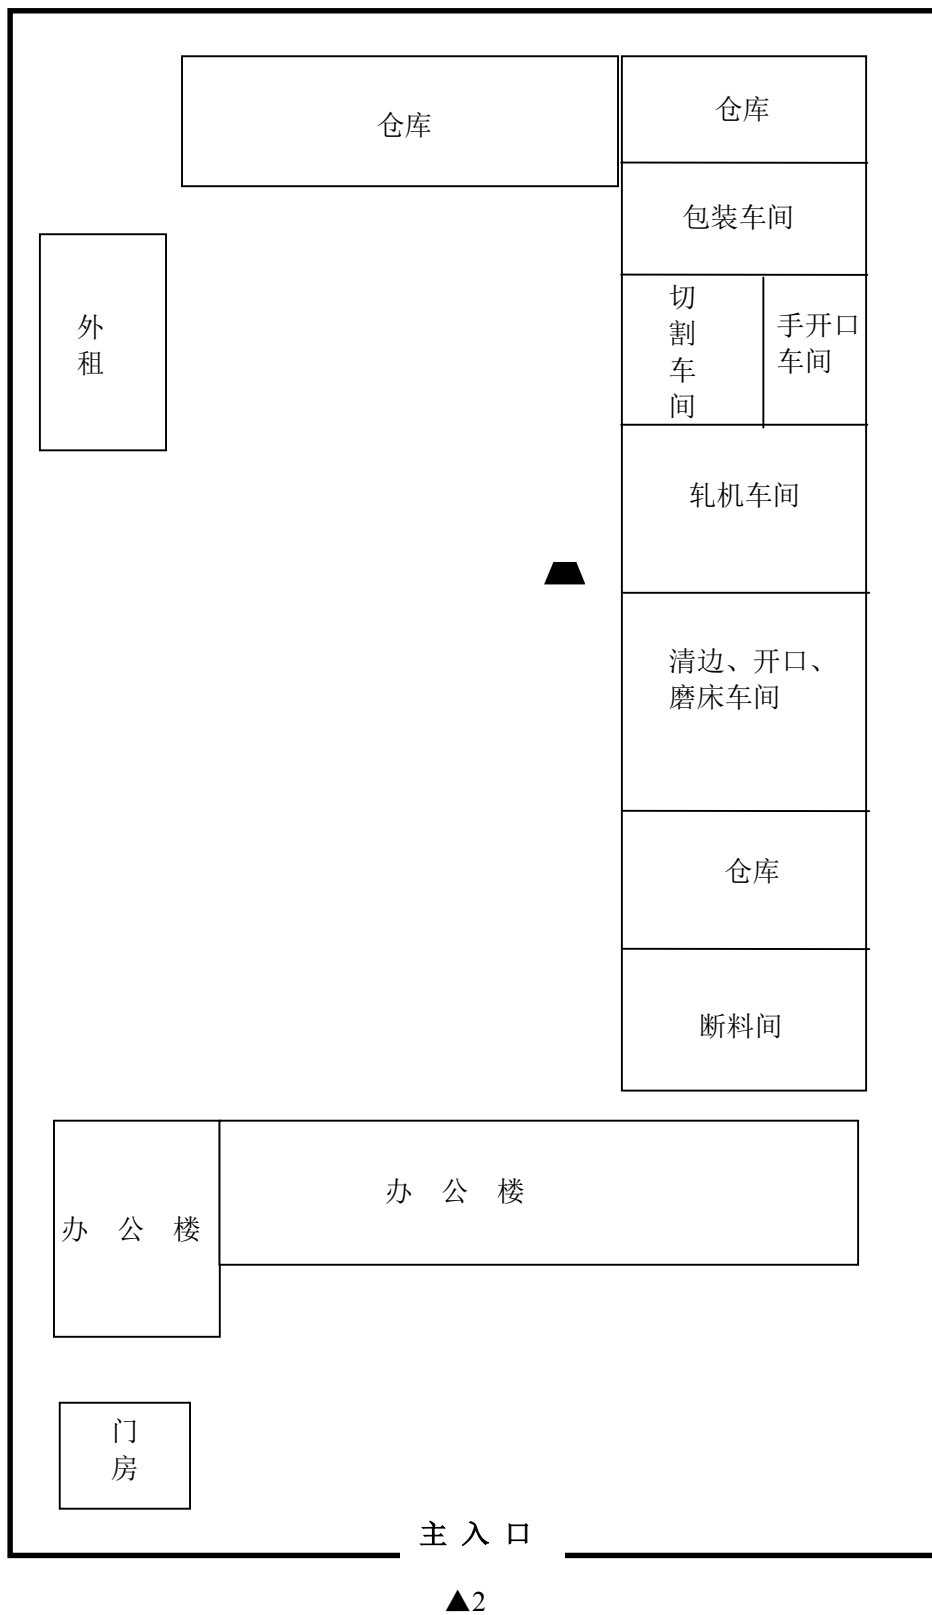 仓库
仓库
包装车间
外
租
切
割
车
间
手开口
车间
轧机车间
清边、开口、
磨床车间
仓库
断料间
办 公 楼
办 公 楼
门
房
主 入 口
▲2